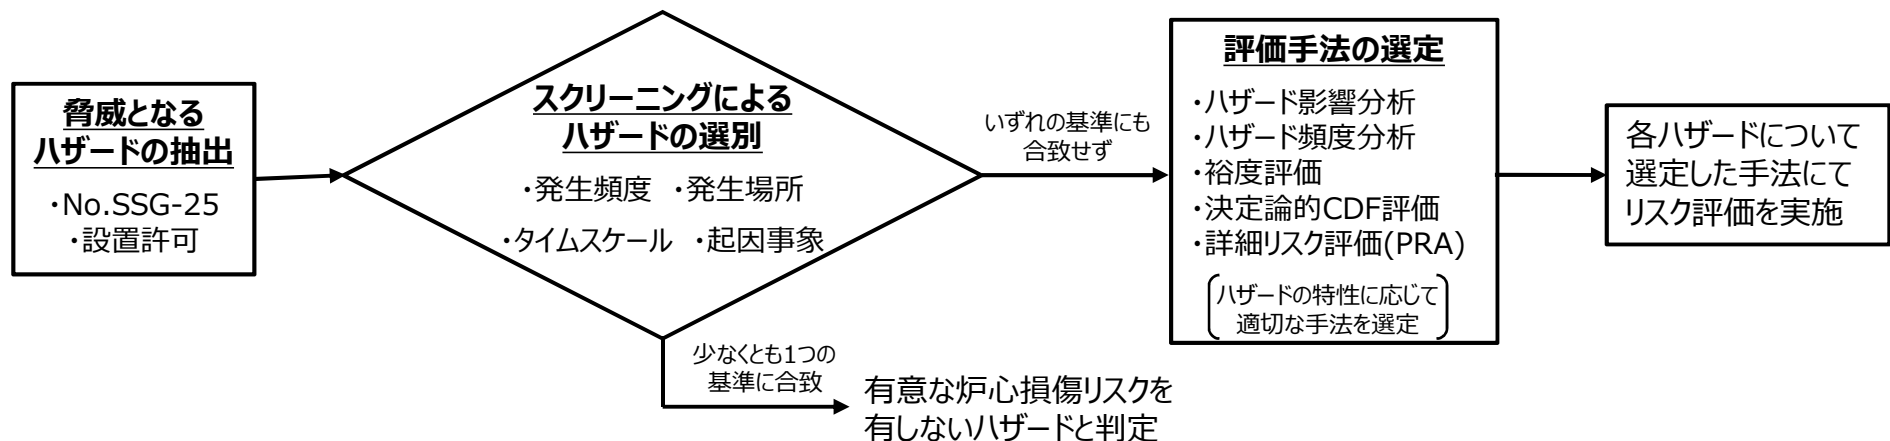 脅威となる
ハザードの抽出
・No.SSG-25
・設置許可
スクリーニングによる
ハザードの選別
・発生頻度 ・発生場所
・タイムスケール ・起因事象
いずれの基準にも
合致せず
少なくとも1つの
基準に合致
有意な炉心損傷リスクを
有しないハザードと判定
評価手法の選定
・ハザード影響分析
・ハザード頻度分析
・裕度評価
・決定論的CDF評価
・詳細リスク評価(PRA)
ハザードの特性に応じて
適切な手法を選定
各ハザードについて
選定した手法にて
リスク評価を実施